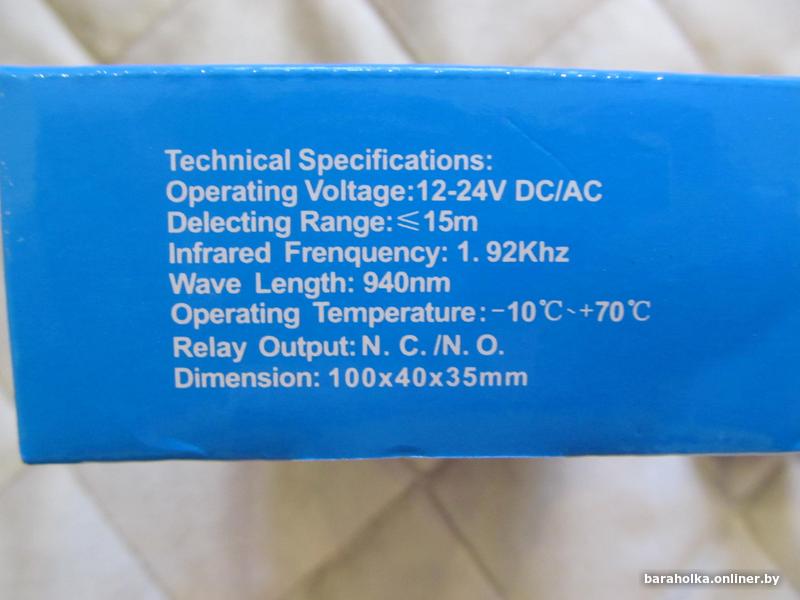 Technical Specifications:
Operating Voltage:12-24V DC/AC
Delecting Range:≤15m
Infrared Frenquency: 1. 92Khz
Wave Length: 940nm
Operating Temperature:-10℃~+70℃
Relay Output:N. C. /N. O.
Dimension: 100x40x35mm
baraholka.onliner.by